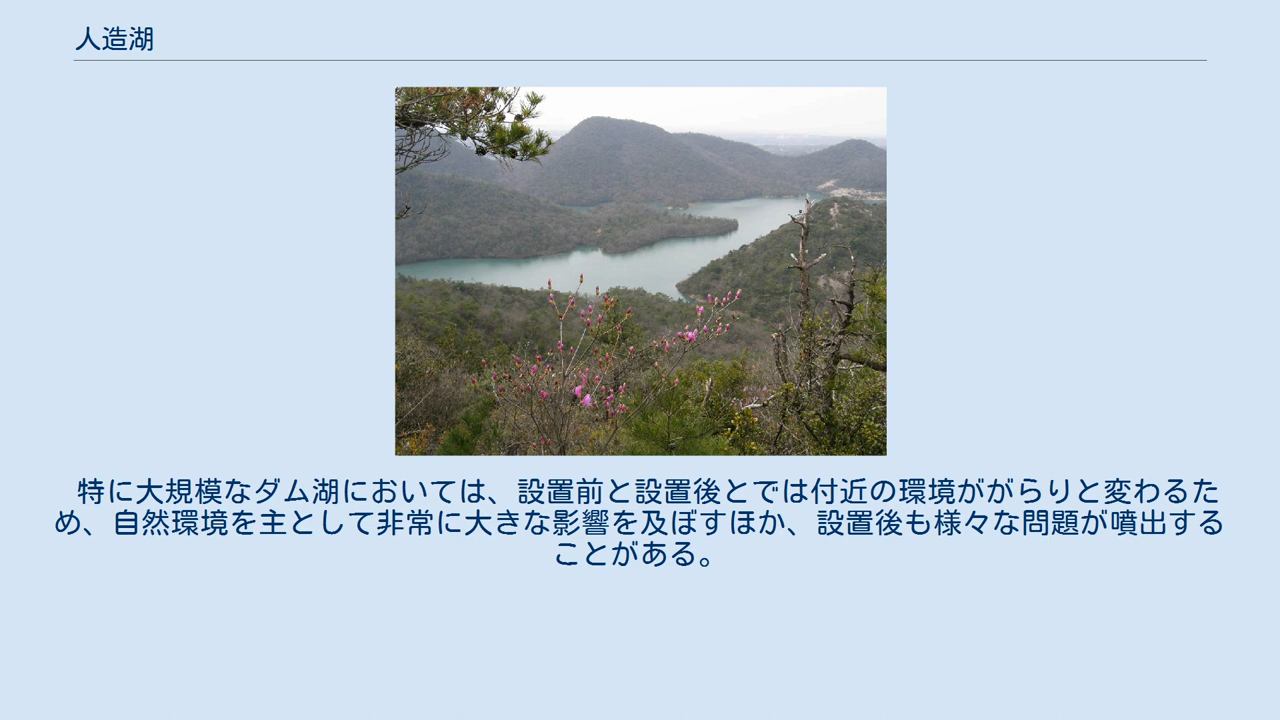 人造湖
特に大規模なダム湖においては、設置前と設置後とでは付近の環境ががらりと変わるた
め、自然環境を主として非常に大きな影響を及ぼすほか、設置後も様々な問題が噴出する
ことがある。